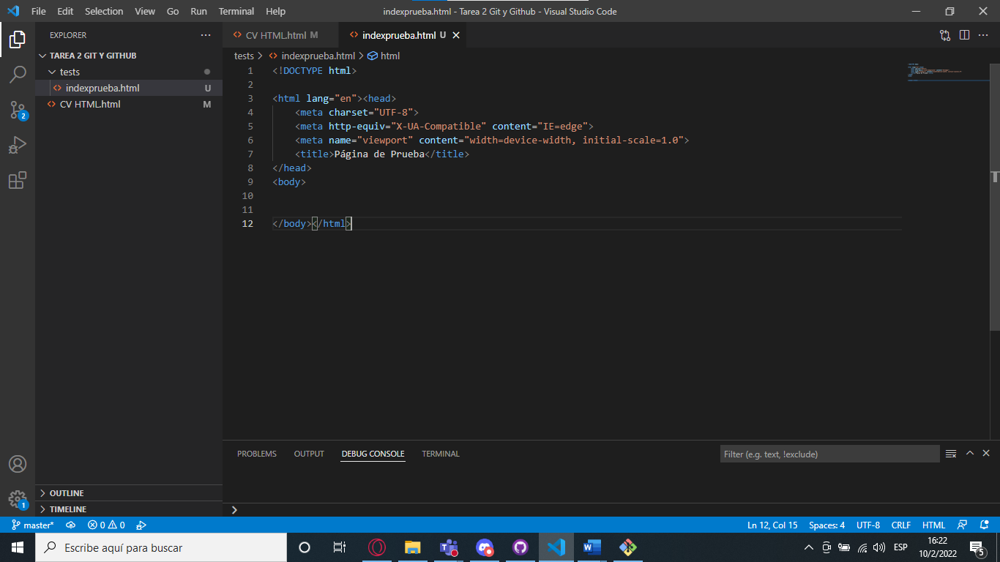 File Edit Selection View Go Run Terminal Help indexprueba.html - Tarea 2 Git y Github - Visual Studio Code
EXPLORER
CV HTML.html M
indexprueba.html U
TAREA 2 GIT Y GITHUB
tests
indexprueba.html U
CV HTML.html M
2
tests > indexprueba.html > html
1 <!DOCTYPE html>
2
3 <html lang="en"><head>
4 <meta charset="UTF-8">
5 <meta http-equiv="X-UA-Compatible" content="IE=edge">
6 <meta name="viewport" content="width=device-width, initial-scale=1.0">
7 <title>Página de Prueba</title>
8 </head>
9 <body>
10
11
12 </body></html>
PROBLEMS OUTPUT DEBUG CONSOLE TERMINAL Filter (e.g. text, !exclude)
OUTLINE
TIMELINE
1
master* 0 0 Ln 12, Col 15 Spaces: 4 UTF-8 CRLF HTML
Escribe aquí para buscar
ESP
16:22
10/2/2022
5